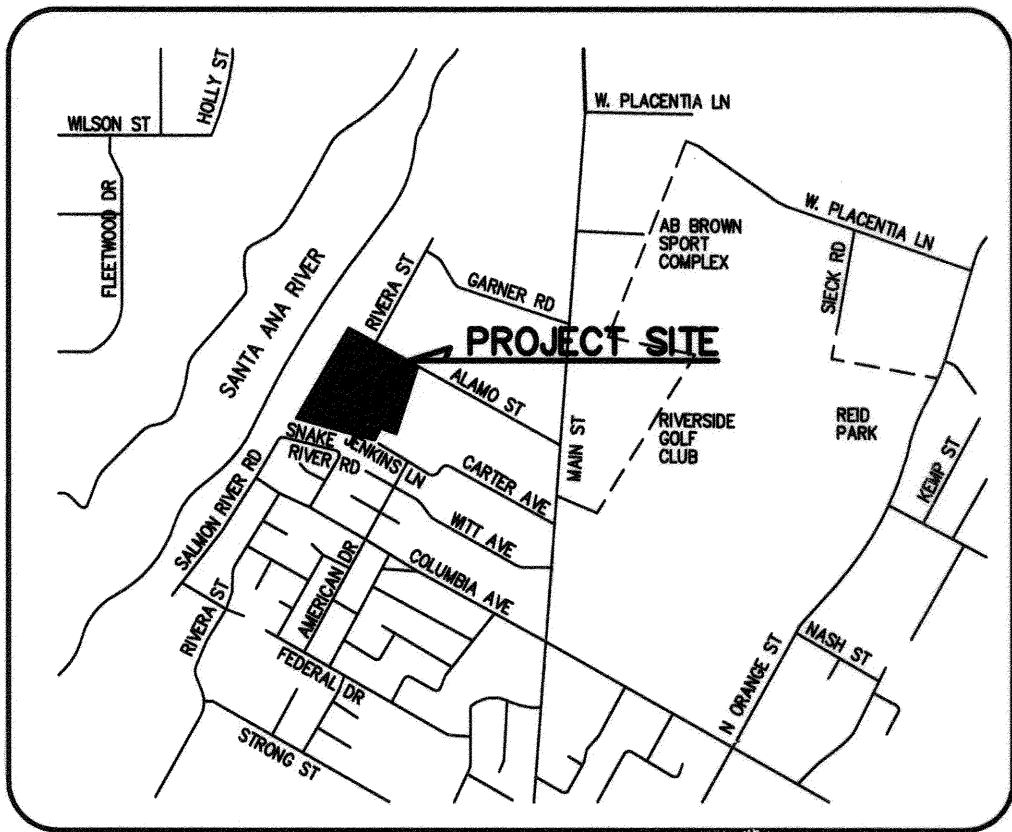 HOLLY ST
WILSON ST
FLEETWOOD DR
SANTA ANA RIVER
W. PLACENTIA LN
AB BROWN
SPORT
COMPLEX
W. PLACENTIA LN
SIECK RD
RIVERA ST
GARNER RD
PROJECT SITE
ALAMO ST
MAIN ST
RIVERSIDE
GOLF
CLUB
REID
PARK
KEMP ST
SNAKE
RIVER RD
JENKINS LN
CARTER AVE
WITT AVE
SALMON RIVER RD
COLUMBIA AVE
AMERICAN DR
RIVERA ST
FEDERAL DR
STRONG ST
N ORANGE ST
NASH ST